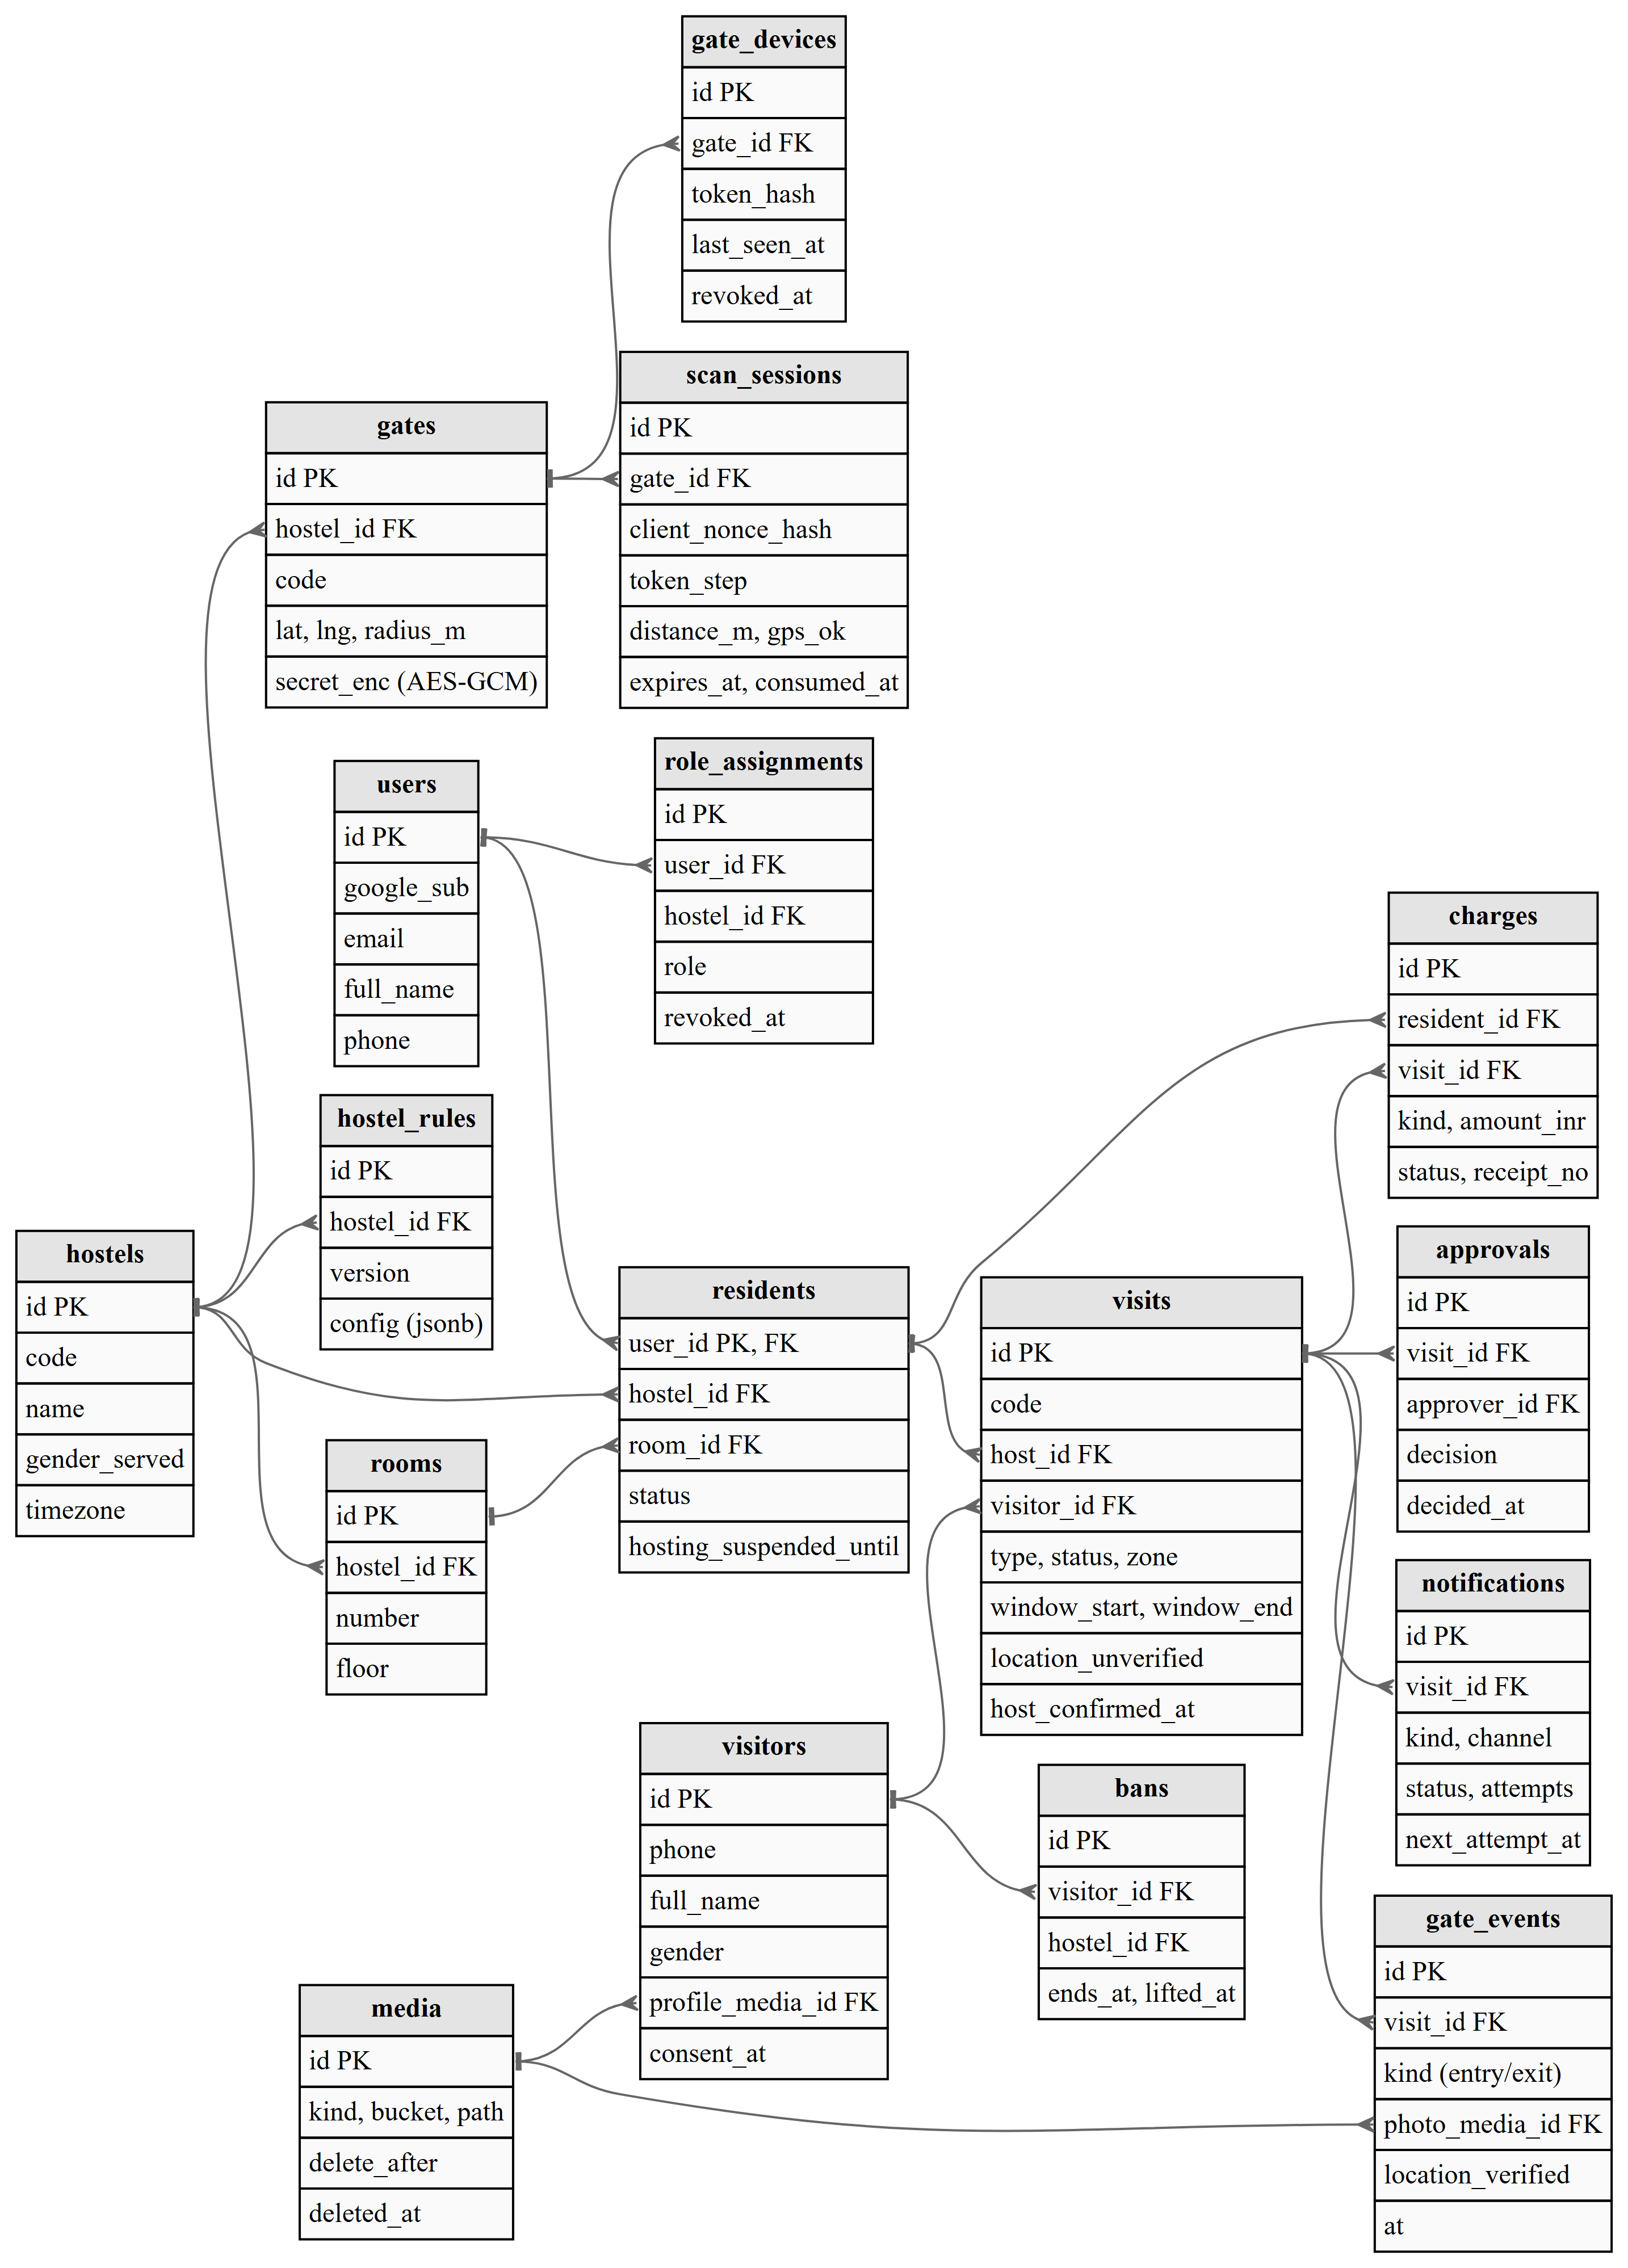 gate_devices
id PK
gate_id FK
token_hash
last_seen_at
revoked_at
scan_sessions
id PK
gate_id FK
client_nonce_hash
token_step
distance_m, gps_ok
expires_at, consumed_at
gates
id PK
hostel_id FK
code
lat, lng, radius_m
secret_enc (AES-GCM)
users
id PK
google_sub
email
full_name
phone
role_assignments
id PK
user_id FK
hostel_id FK
role
revoked_at
charges
id PK
resident_id FK
visit_id FK
kind, amount_inr
status, receipt_no
hostel_rules
id PK
hostel_id FK
version
config (jsonb)
hostels
id PK
code
name
gender_served
timezone
residents
user_id PK, FK
hostel_id FK
room_id FK
status
hosting_suspended_until
visits
id PK
code
host_id FK
visitor_id FK
type, status, zone
window_start, window_end
location_unverified
host_confirmed_at
approvals
id PK
visit_id FK
approver_id FK
decision
decided_at
rooms
id PK
hostel_id FK
number
floor
notifications
id PK
visit_id FK
kind, channel
status, attempts
next_attempt_at
visitors
id PK
phone
full_name
gender
profile_media_id FK
consent_at
bans
id PK
visitor_id FK
hostel_id FK
ends_at, lifted_at
gate_events
id PK
visit_id FK
kind (entry/exit)
photo_media_id FK
location_verified
at
media
id PK
kind, bucket, path
delete_after
deleted_at